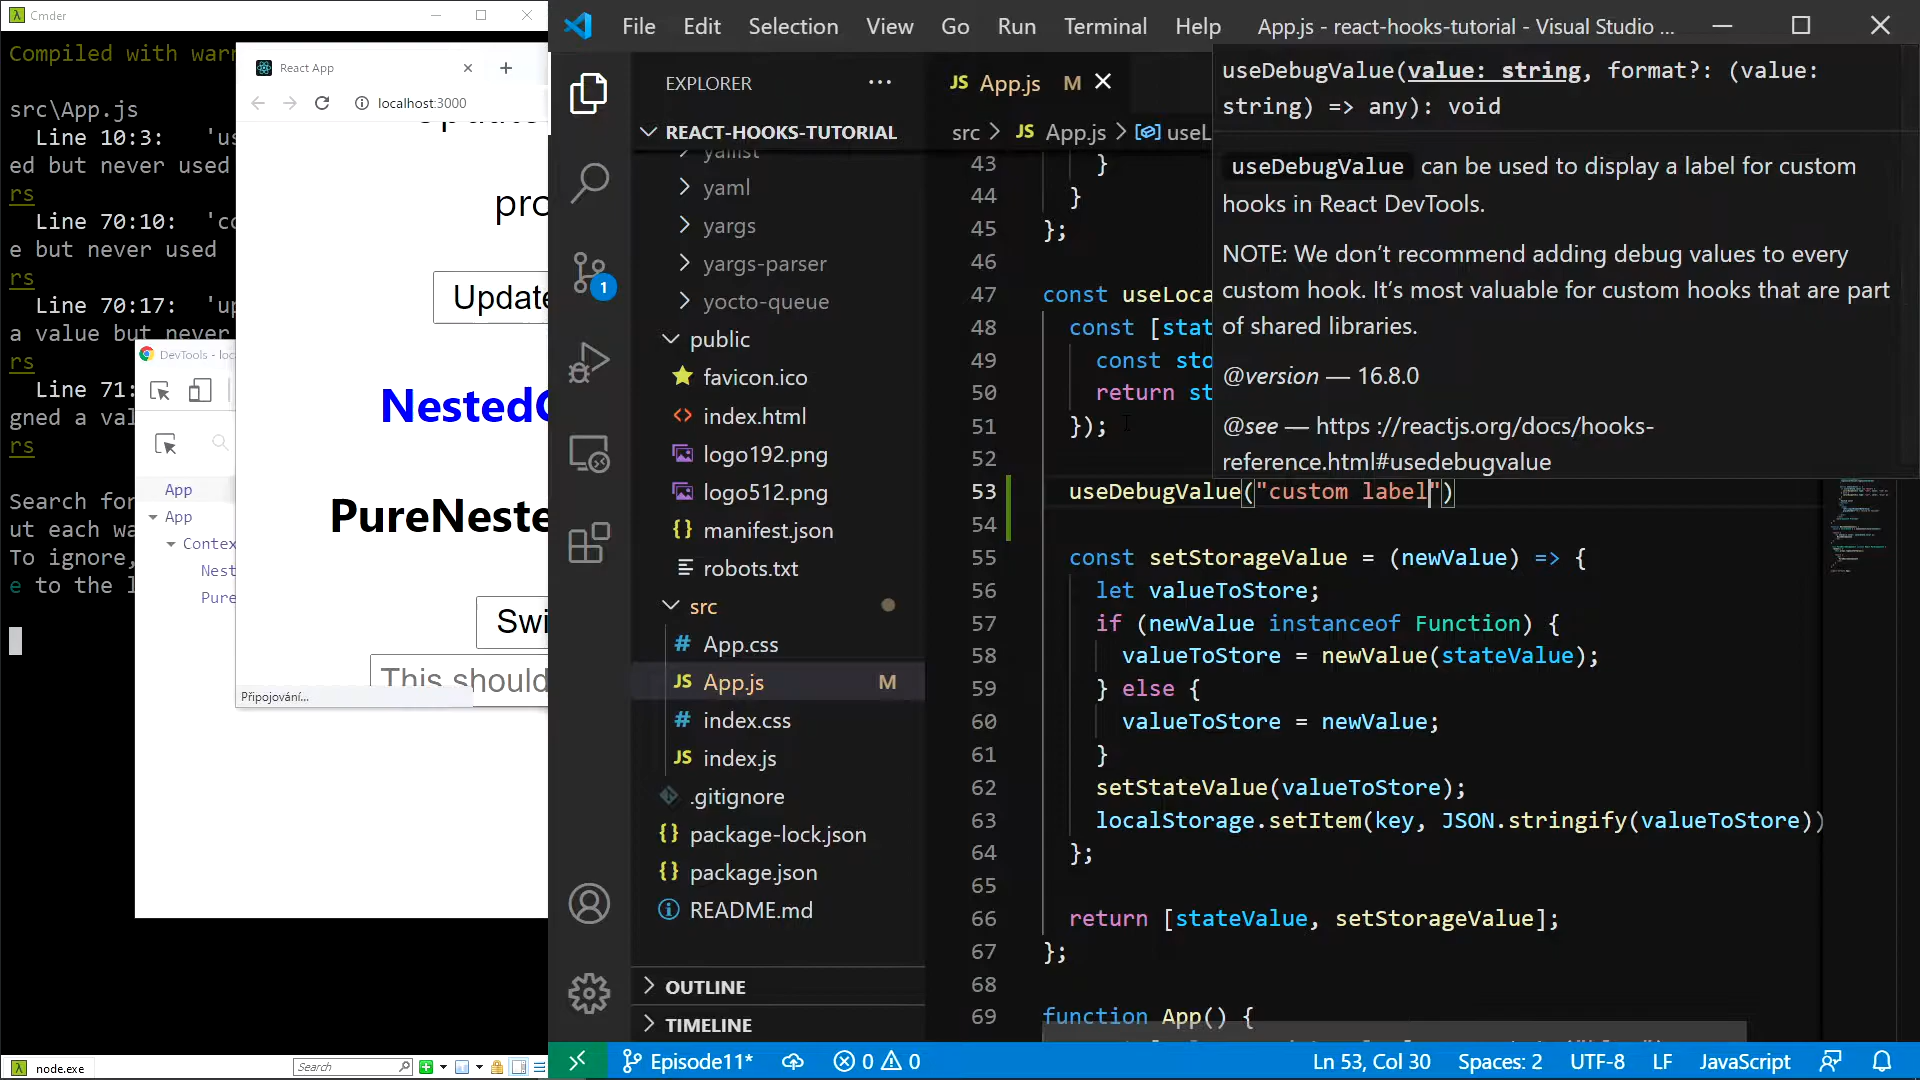 Cmder
Compiled with warn
src\App.js
Line 10:3: 'us
ed but never used
rs
Line 70:10: 'co
e but never used
rs
Line 70:17: 'up
a value but never
rs
Line 71:
gned a val
rs
Search for
ut each wa
To ignore,
e to the l
node.exe
Search
React App
localhost:3000
pro
Update
NestedC
PureNeste
Swi
This should
Připojování...
DevTools - loc
App
App
Contex
Nest
Pure
File Edit Selection View Go Run Terminal Help
App.js - react-hooks-tutorial - Visual Studio ...
EXPLORER
REACT-HOOKS-TUTORIAL
yamlist
yaml
yargs
yargs-parser
yocto-queue
public
favicon.ico
index.html
logo192.png
logo512.png
manifest.json
robots.txt
src
App.css
JS App.js M
index.css
JS index.js
.gitignore
package-lock.json
package.json
README.md
OUTLINE
TIMELINE
1
JS App.js M
src > JS App.js > useL
useDebugValue(value: string, format?: (value:
string) => any): void
useDebugValue can be used to display a label for custom
hooks in React DevTools.
NOTE: We don’t recommend adding debug values to every
custom hook. It’s most valuable for custom hooks that are part
of shared libraries.
@version — 16.8.0
@see — https ://reactjs.org/docs/hooks-
reference.html#usedebugvalue
43 }
44 }
45 };
46
47 const useLoca
48 const [stat
49 const sto
50 return st
51 });
52
53 useDebugValue("custom label")
54
55 const setStorageValue = (newValue) => {
56 let valueToStore;
57 if (newValue instanceof Function) {
58 valueToStore = newValue(stateValue);
59 } else {
60 valueToStore = newValue;
61 }
62 setStateValue(valueToStore);
63 localStorage.setItem(key, JSON.stringify(valueToStore))
64 };
65
66 return [stateValue, setStorageValue];
67 };
68
69 function App() {
Episode11* 0 0 Ln 53, Col 30 Spaces: 2 UTF-8 LF JavaScript